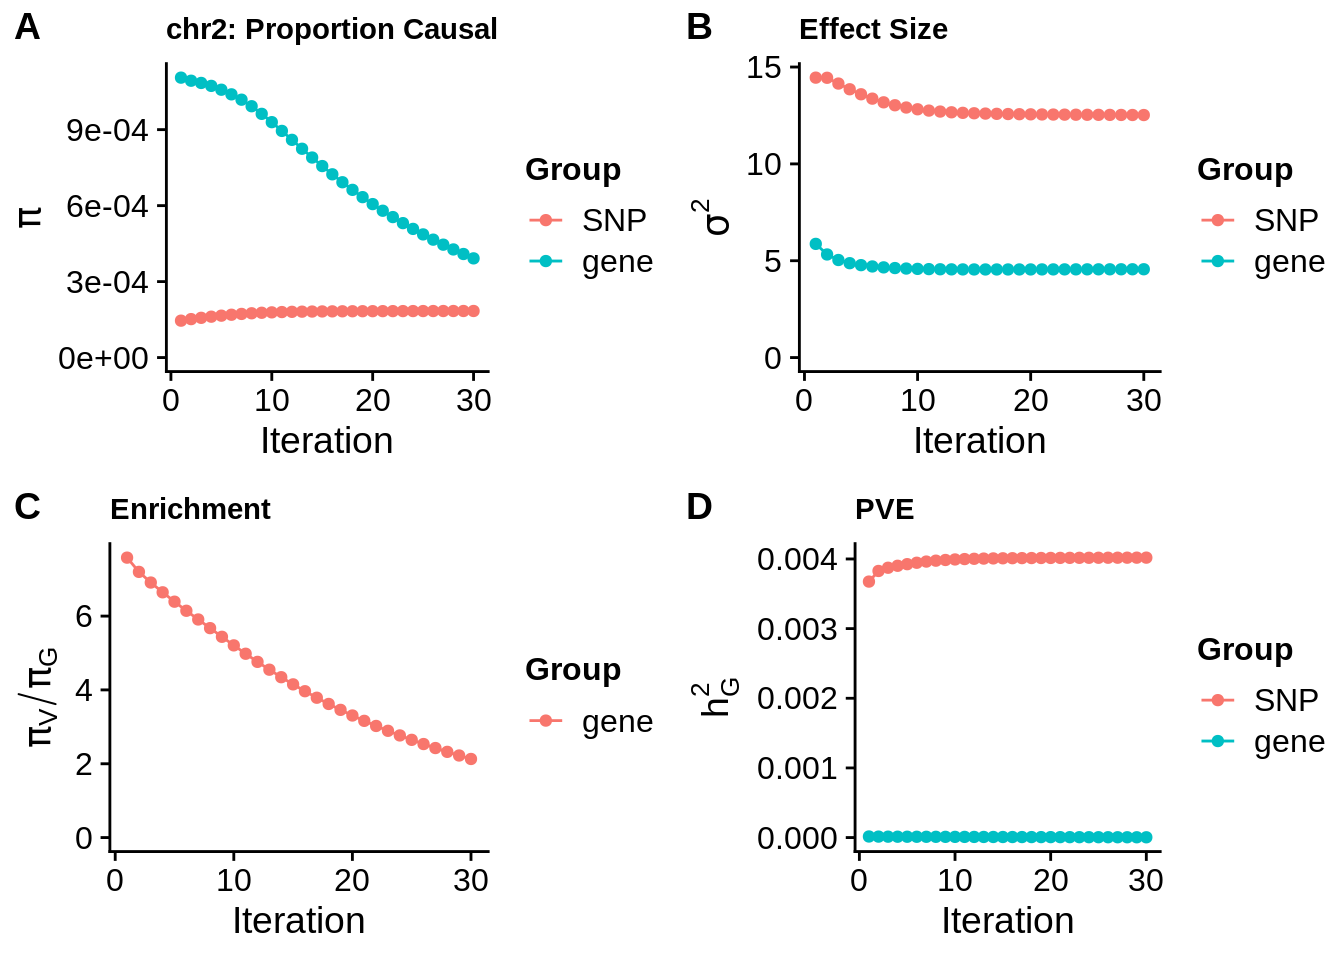 A
chr2: Proportion Causal
9e-04
6e-04
3e-04
0e+00
π
0 10 20 30
Iteration
Group
SNP
gene
B
Effect Size
15
10
5
0
σ²
0 10 20 30
Iteration
Group
SNP
gene
C
Enrichment
6
4
2
0
πV/πG
0 10 20 30
Iteration
Group
gene
D
PVE
0.004
0.003
0.002
0.001
0.000
h²G
0 10 20 30
Iteration
Group
SNP
gene